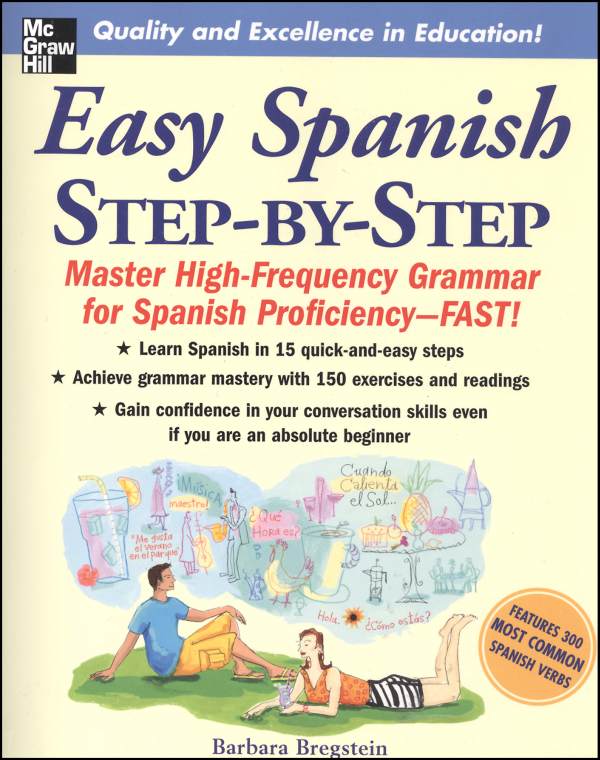 Mc
Graw
Hill
Quality and Excellence in Education!
Easy Spanish
STEP-BY-STEP
Master High-Frequency Grammar
for Spanish Proficiency—FAST!
★ Learn Spanish in 15 quick-and-easy steps
★ Achieve grammar mastery with 150 exercises and readings
★ Gain confidence in your conversation skills even
if you are an absolute beginner
¡MÚSICA
maestro!
"Me gusta
el verano
en el parque"
¿QUÉ
HORA es?
Cuando
Calienta
el Sol...
Hola.
¿Cómo estás?
FEATURES 300
MOST COMMON
SPANISH VERBS
Barbara Bregstein